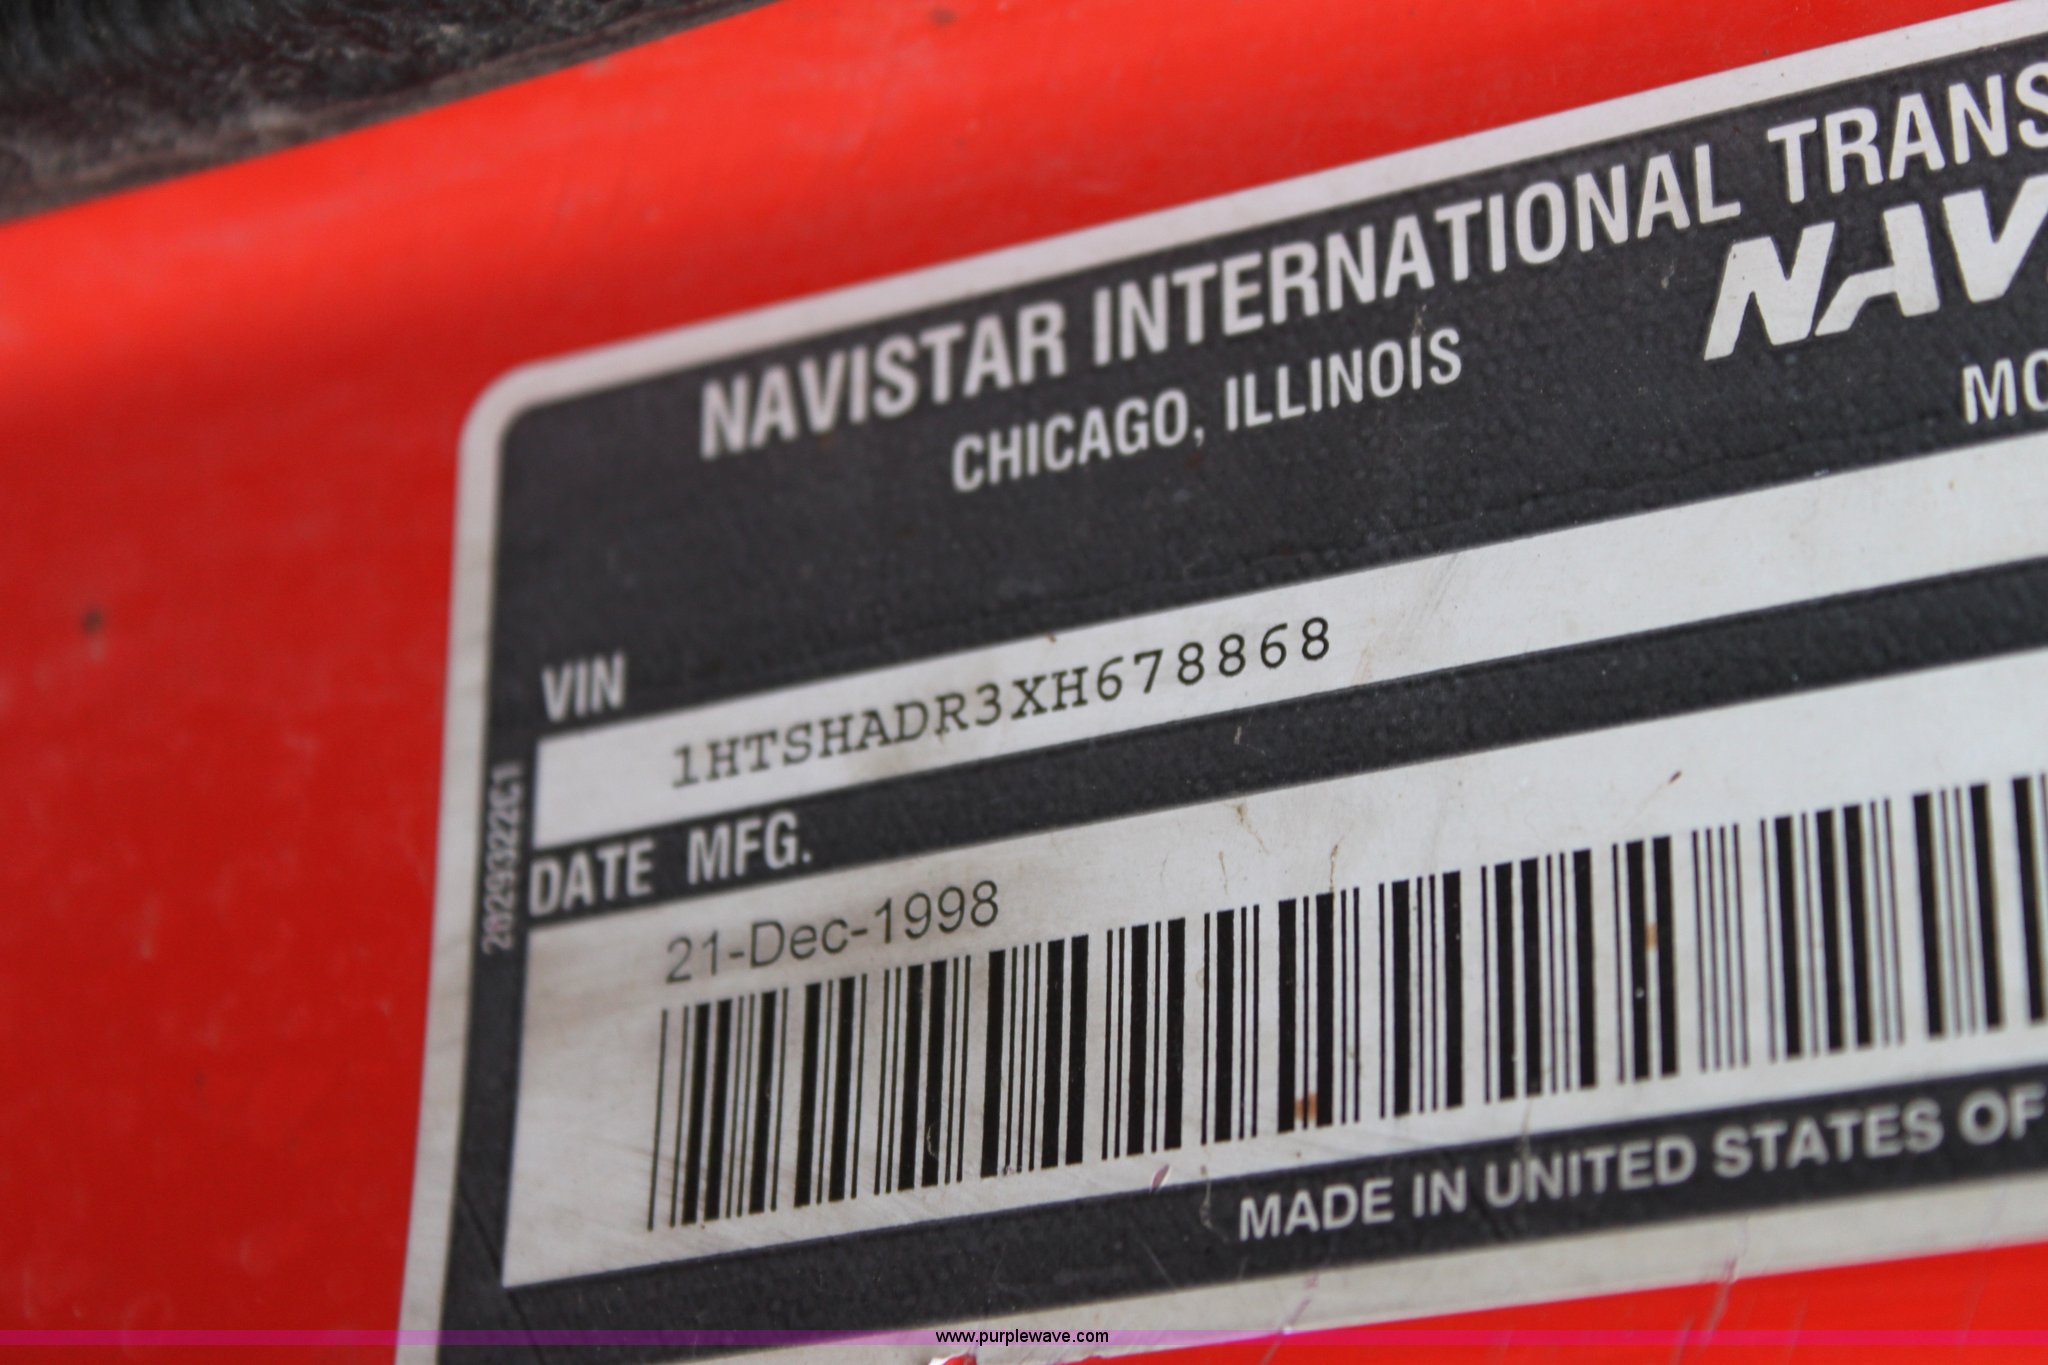 NAVISTAR INTERNATIONAL TRANS
NAV
CHICAGO, ILLINOIS
MO
VIN
1HTSHADR3XH678868
DATE MFG.
21-Dec-1998
2029322C1
MADE IN UNITED STATES OF
www.purplewave.com